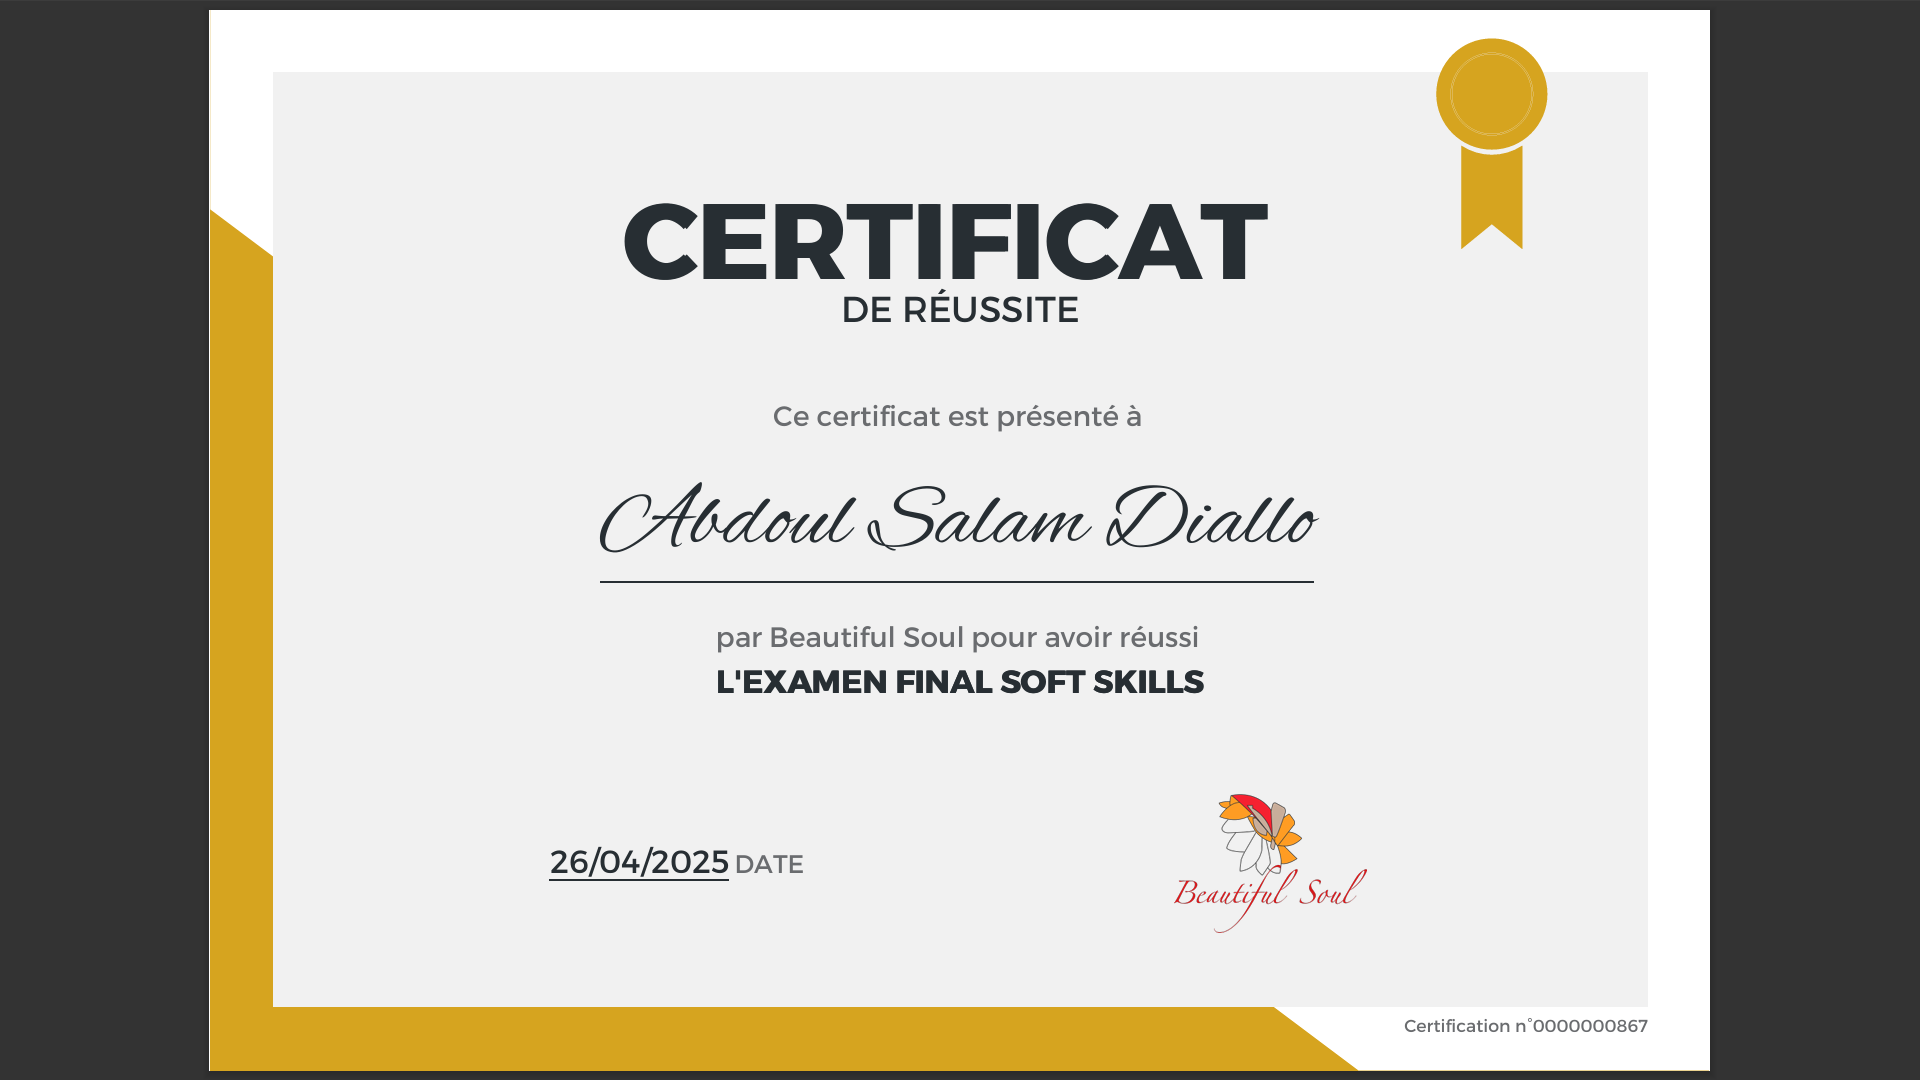 CERTIFICAT
DE RÉUSSITE
Ce certificat est présenté à
Abdoul Salam Diallo
par Beautiful Soul pour avoir réussi
L'EXAMEN FINAL SOFT SKILLS
26/04/2025 DATE
Beautiful Soul
Certification n°0000000867